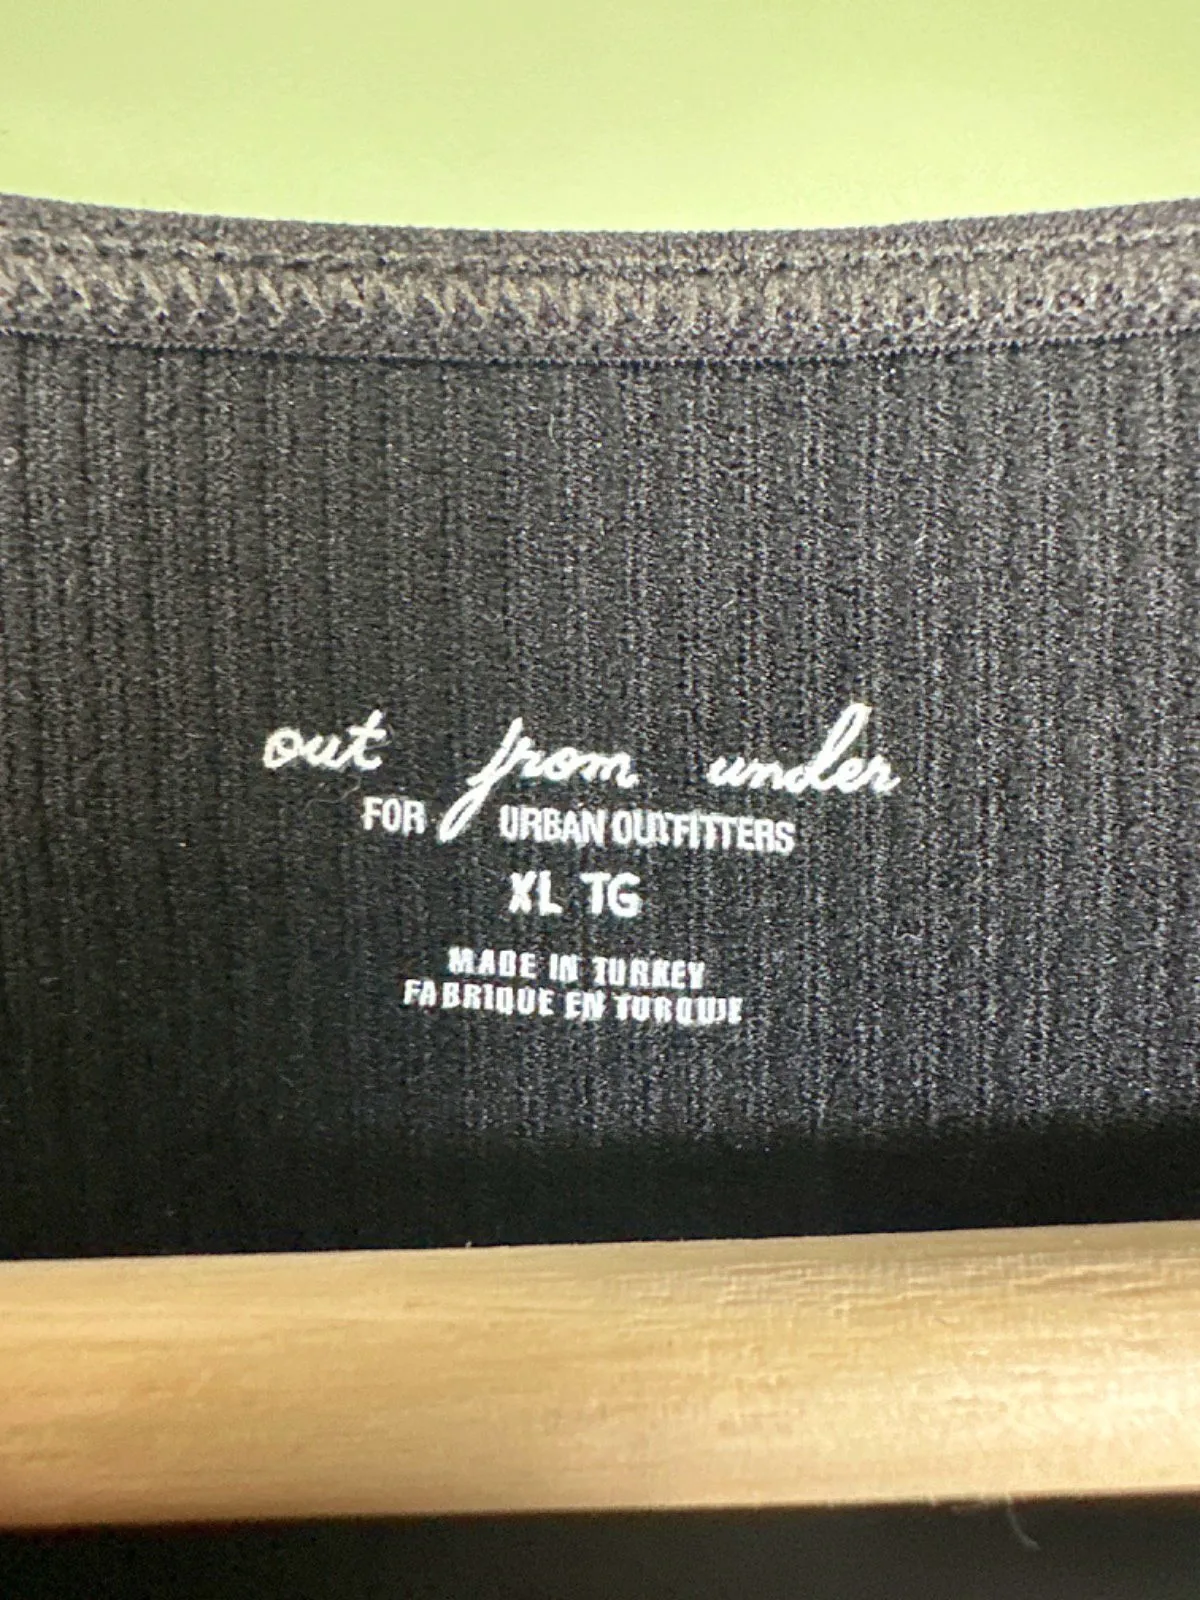 out from under
FOR URBAN OUTFITTERS
XL TG
MADE IN TURKEY
FABRIQUE EN TURQUIE